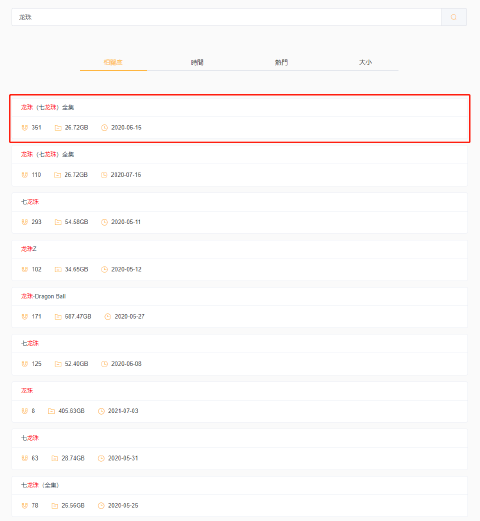 龙珠
相關度 時間 熱門 大小
龙珠（七龙珠）全集
351 26.72GB 2020-06-15
龙珠（七龙珠）全集
110 26.72GB 2020-07-16
七龙珠
293 54.58GB 2020-05-11
龙珠Z
102 34.65GB 2020-05-12
龙珠-Dragon Ball
171 687.47GB 2020-05-27
七龙珠
125 52.40GB 2020-06-08
龙珠
8 405.63GB 2021-07-03
七龙珠
63 28.74GB 2020-05-31
七龙珠（全集）
78 26.56GB 2020-05-25